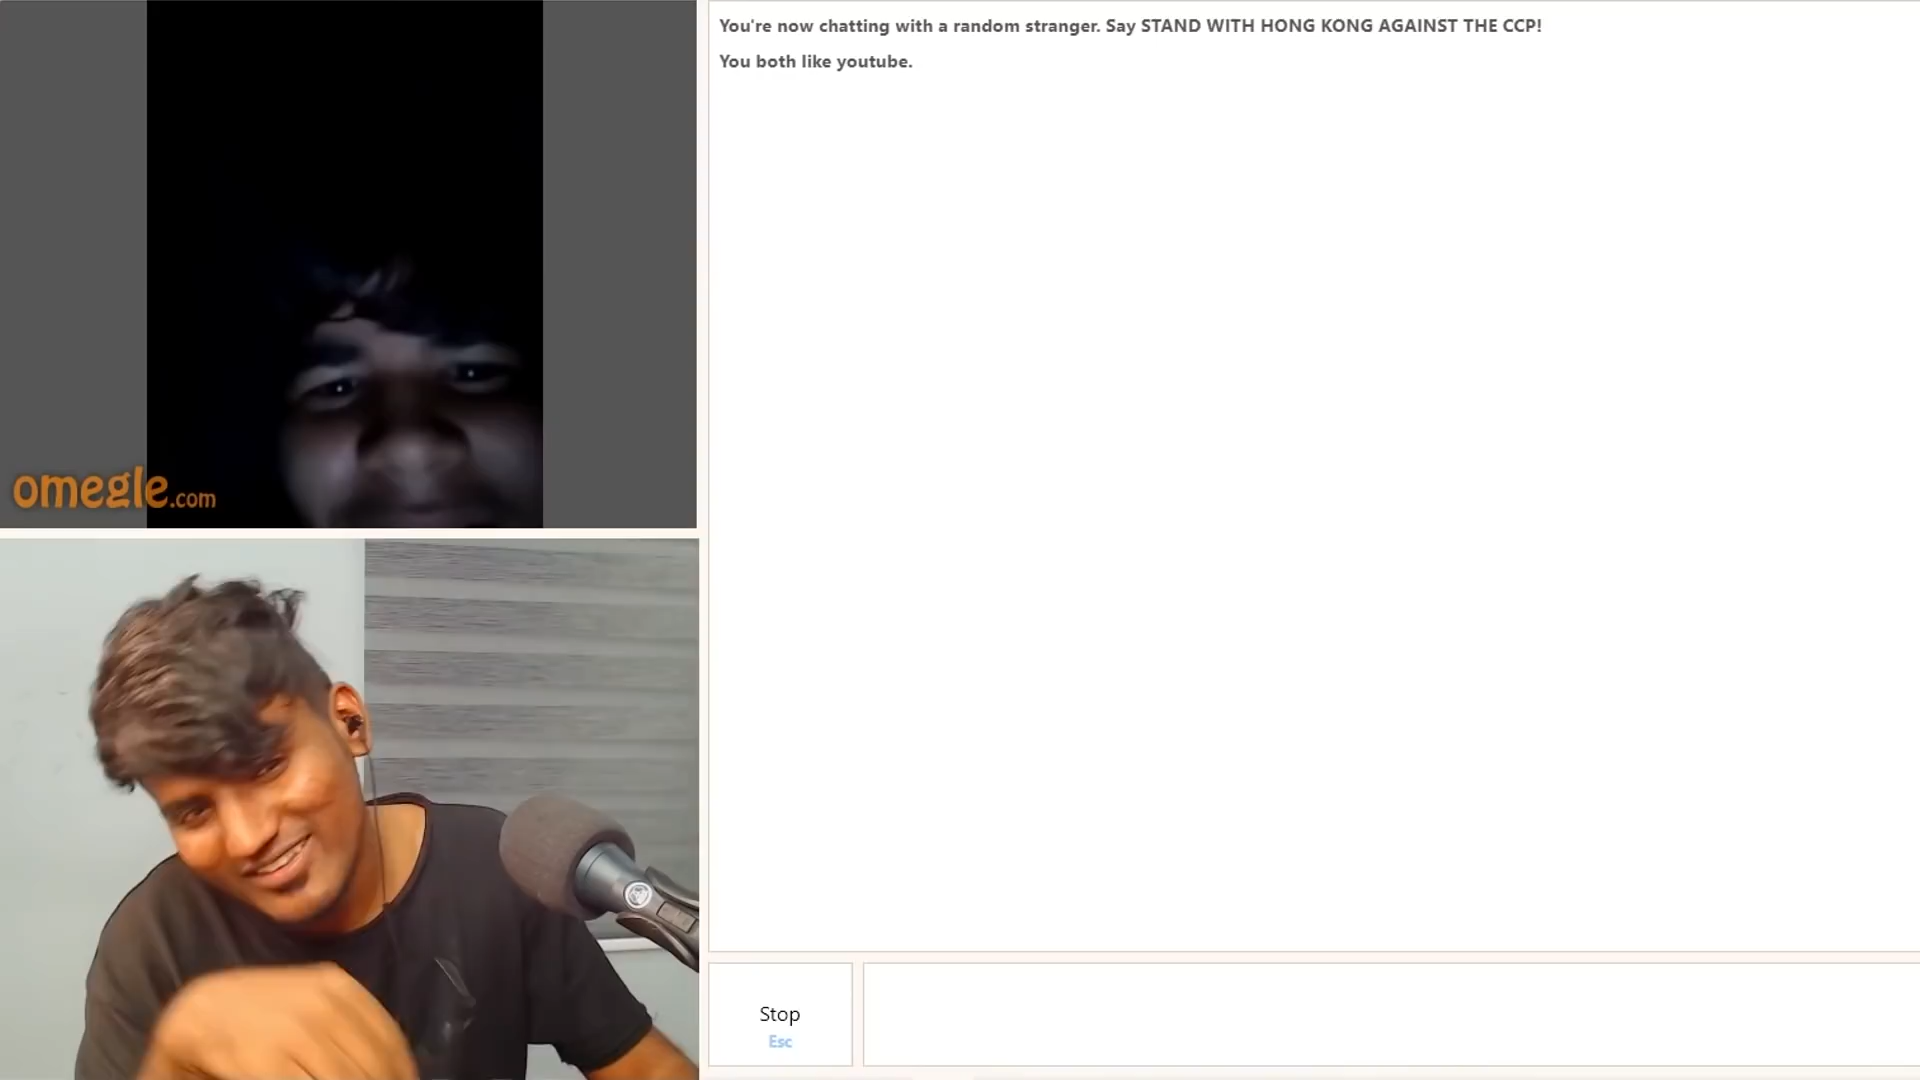 You're now chatting with a random stranger. Say STAND WITH HONG KONG AGAINST THE CCP!
You both like youtube.
omegle.com
Stop
Esc